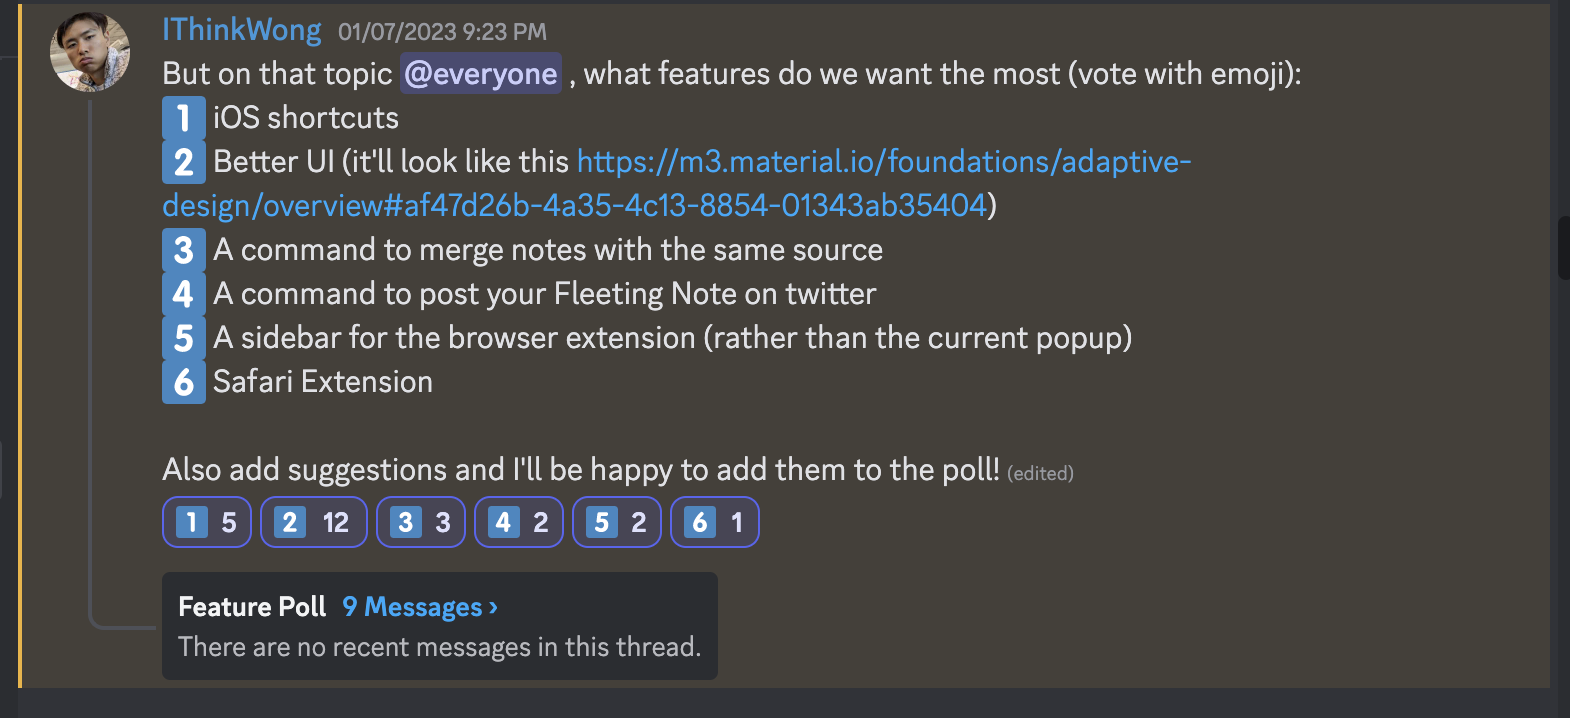 IThinkWong 01/07/2023 9:23 PM
But on that topic @everyone , what features do we want the most (vote with emoji):
1 iOS shortcuts
2 Better UI (it'll look like this https://m3.material.io/foundations/adaptive-
design/overview#af47d26b-4a35-4c13-8854-01343ab35404)
3 A command to merge notes with the same source
4 A command to post your Fleeting Note on twitter
5 A sidebar for the browser extension (rather than the current popup)
6 Safari Extension
Also add suggestions and I'll be happy to add them to the poll! (edited)
1 5 2 12 3 3 4 2 5 2 6 1
Feature Poll 9 Messages ›
There are no recent messages in this thread.